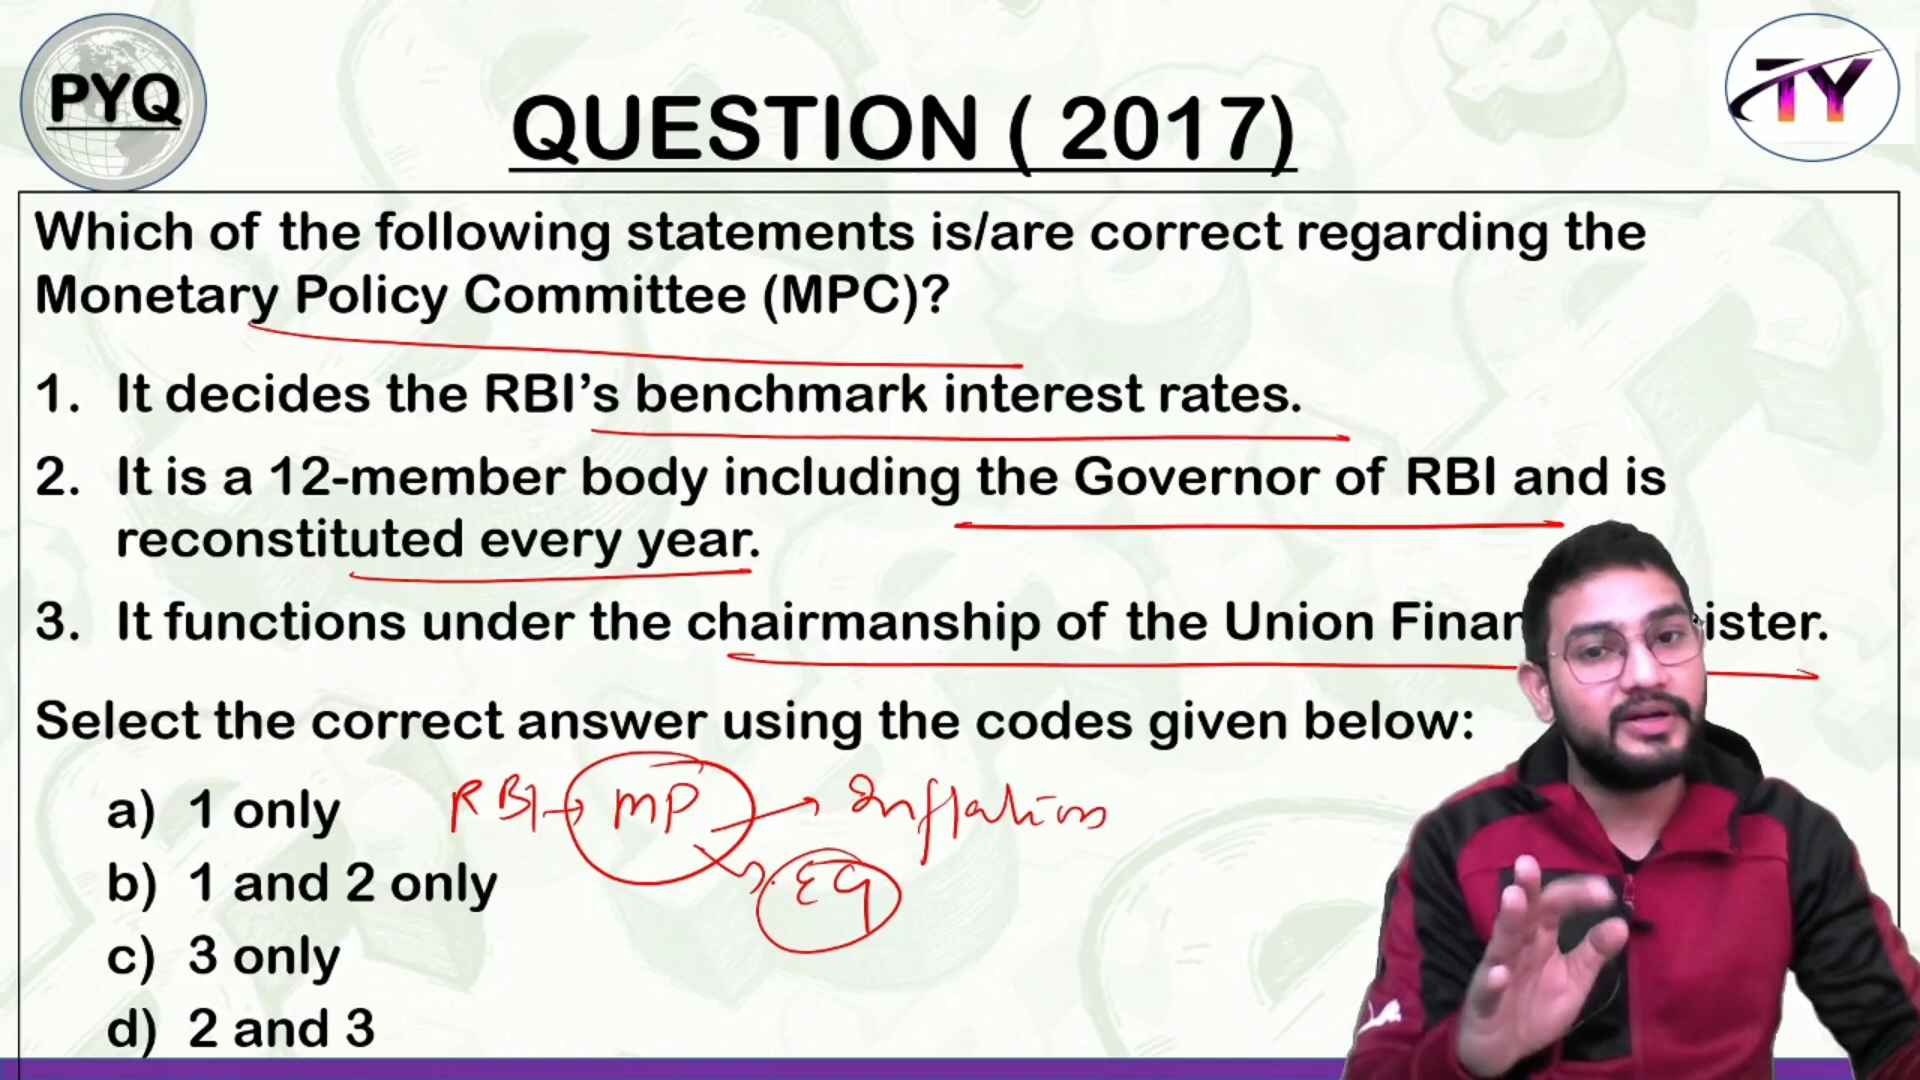 PYQ
TY
QUESTION ( 2017)
Which of the following statements is/are correct regarding the
Monetary Policy Committee (MPC)?
1. It decides the RBI’s benchmark interest rates.
2. It is a 12-member body including the Governor of RBI and is
reconstituted every year.
3. It functions under the chairmanship of the Union Finan ister.
Select the correct answer using the codes given below:
a) 1 only
RBI → MP → Inflation
b) 1 and 2 only
EG
c) 3 only
d) 2 and 3